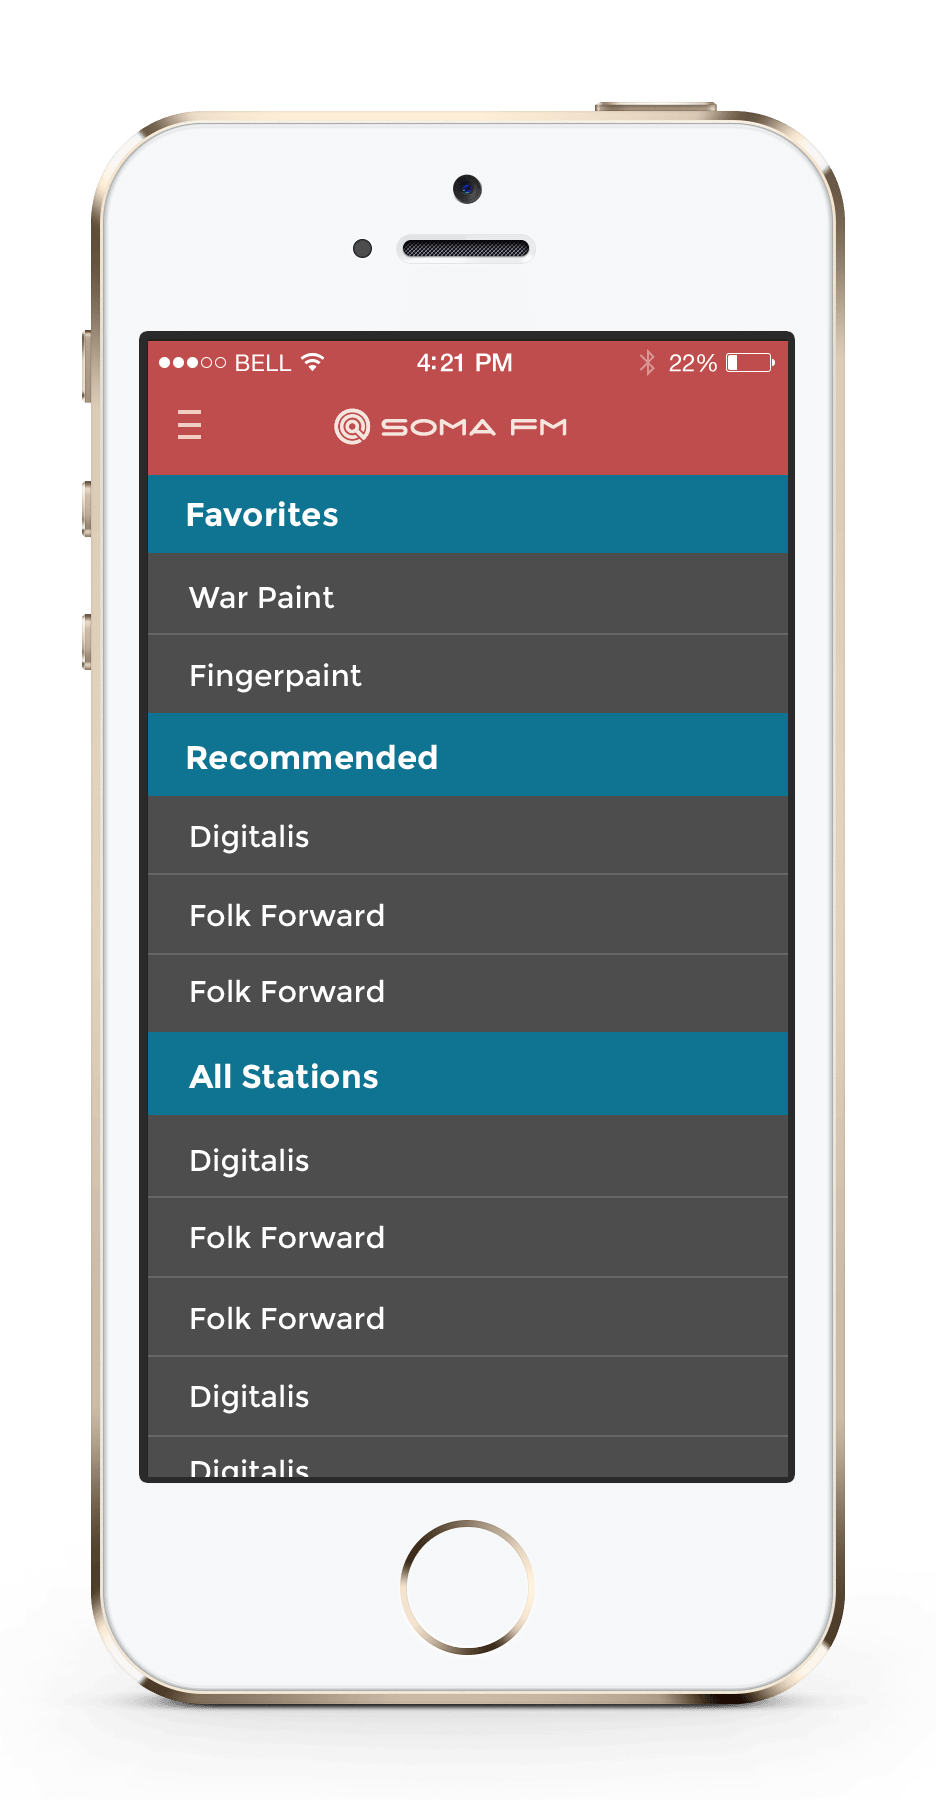 BELL 4:21 PM 22%
SOMA FM
Favorites
War Paint
Fingerpaint
Recommended
Digitalis
Folk Forward
Folk Forward
All Stations
Digitalis
Folk Forward
Folk Forward
Digitalis
Digitalis